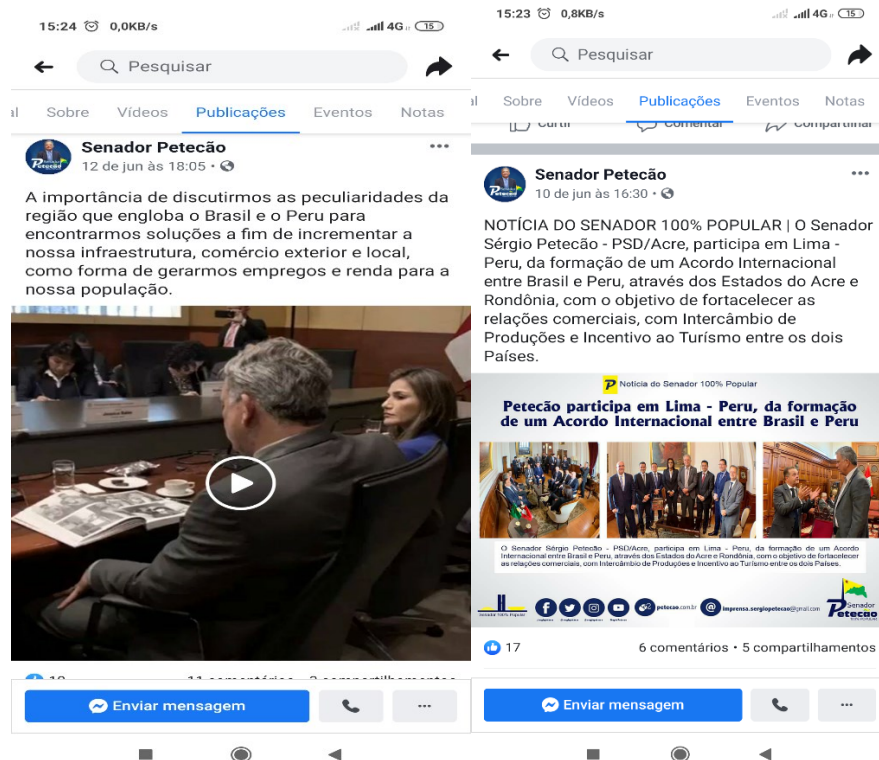 15:24 0,0KB/s 4G 15
Pesquisar
Sobre Vídeos Publicações Eventos Notas
Senador Petecão
12 de jun às 18:05
A importância de discutirmos as peculiaridades da
região que engloba o Brasil e o Peru para
encontrarmos soluções a fim de incrementar a
nossa infraestrutura, comércio exterior e local,
como forma de gerarmos empregos e renda para a
nossa população.
Enviar mensagem
15:23 0,8KB/s 4G 15
Pesquisar
Sobre Vídeos Publicações Eventos Notas
Curtir Comentar Compartilhar
Senador Petecão
10 de jun às 16:30
NOTÍCIA DO SENADOR 100% POPULAR | O Senador
Sérgio Petecão - PSD/Acre, participa em Lima -
Peru, da formação de um Acordo Internacional
entre Brasil e Peru, através dos Estados do Acre e
Rondônia, com o objetivo de fortacelecer as
relações comerciais, com Intercâmbio de
Produções e Incentivo ao Turísmo entre os dois
Países.
Notícia do Senador 100% Popular
Petecão participa em Lima - Peru, da formação
de um Acordo Internacional entre Brasil e Peru
O Senador Sérgio Petecão - PSD/Acre, participa em Lima - Peru, da formação de um Acordo
Internacional entre Brasil e Peru, através dos Estados do Acre e Rondônia, com o objetivo de fortacelecer
as relações comerciais, com Intercâmbio de Produções e Incentivo ao Turísmo entre os dois Países.
Senador 100% Popular
petecao.com.br
imprensa.sergiopetecao@gmail.com
Senador
Petecão
17 6 comentários • 5 compartilhamentos
Enviar mensagem